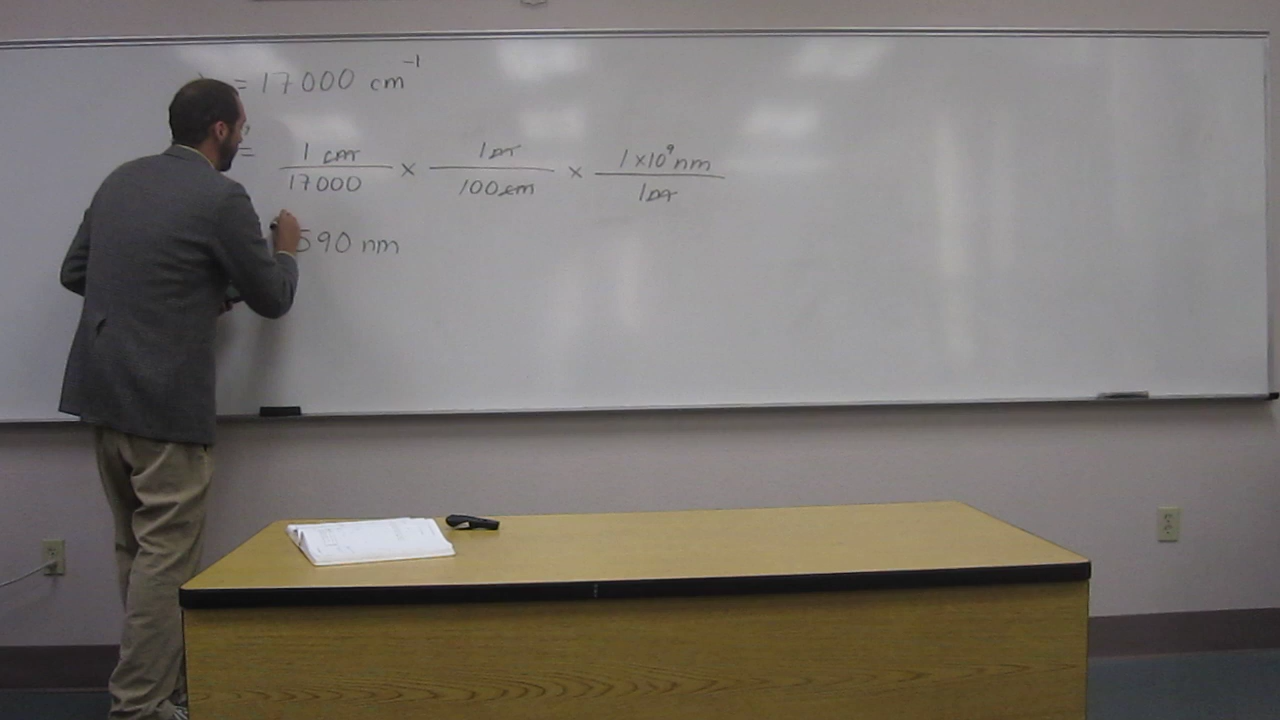 = 17000 cm⁻¹
= 1 cm / 17000 × 1 m / 100 cm × 1×10⁹ nm / 1 m
590 nm